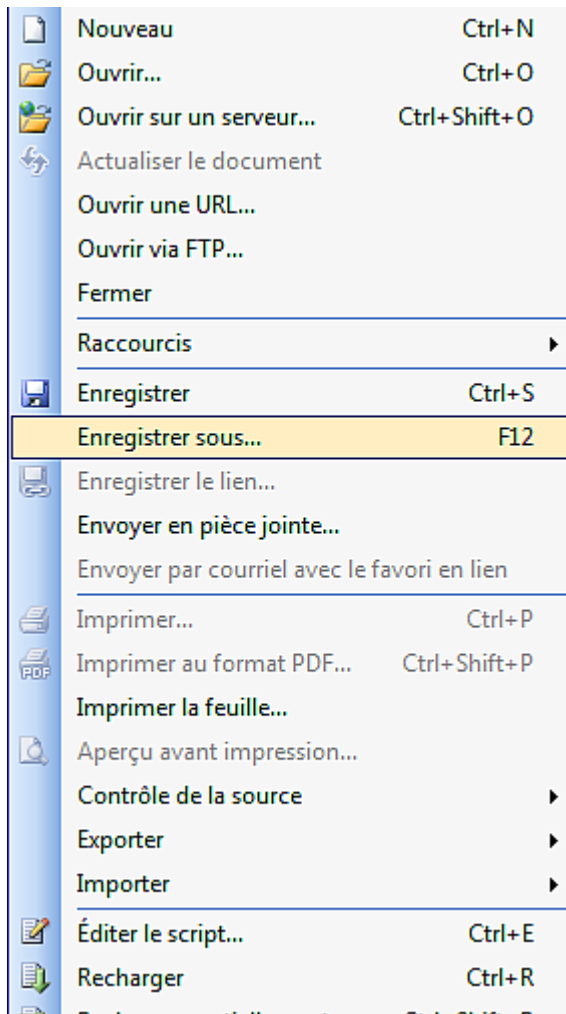 Nouveau Ctrl+N
Ouvrir... Ctrl+O
Ouvrir sur un serveur... Ctrl+Shift+O
Actualiser le document
Ouvrir une URL...
Ouvrir via FTP...
Fermer
Raccourcis
Enregistrer Ctrl+S
Enregistrer sous... F12
Enregistrer le lien...
Envoyer en pièce jointe...
Envoyer par courriel avec le favori en lien
Imprimer... Ctrl+P
Imprimer au format PDF... Ctrl+Shift+P
Imprimer la feuille...
Aperçu avant impression...
Contrôle de la source
Exporter
Importer
Éditer le script... Ctrl+E
Recharger Ctrl+R